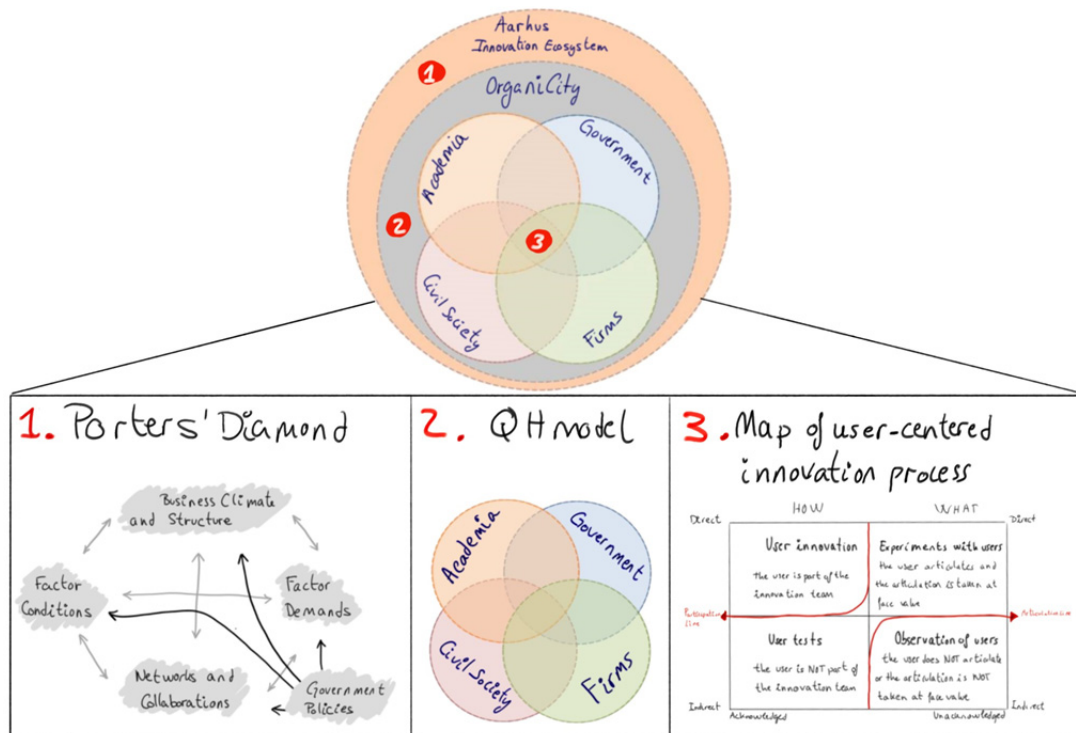 Aarhus
Innovation Ecosystem
1
OrganiCity
Academia
Government
2
3
Civil Society
Firms
1. Porters' Diamond
Business Climate
and Structure
Factor
Conditions
Factor
Demands
Networks and
Collaborations
Government
Policies
2. QH model
Academia
Government
Civil Society
Firms
3. Map of user-centered
innovation process
HOW
WHAT
Direct
Direct
User innovation
the user is part of the
innovation team
Experiments with users
the user articulates and
the articulation is taken at
face value
Participation
line
Articulation line
User tests
the user is NOT part of
the innovation team
Observation of users
the user does NOT articulate
or the articulation is NOT
taken at face value
Indirect
Indirect
Acknowledged
Unacknowledged